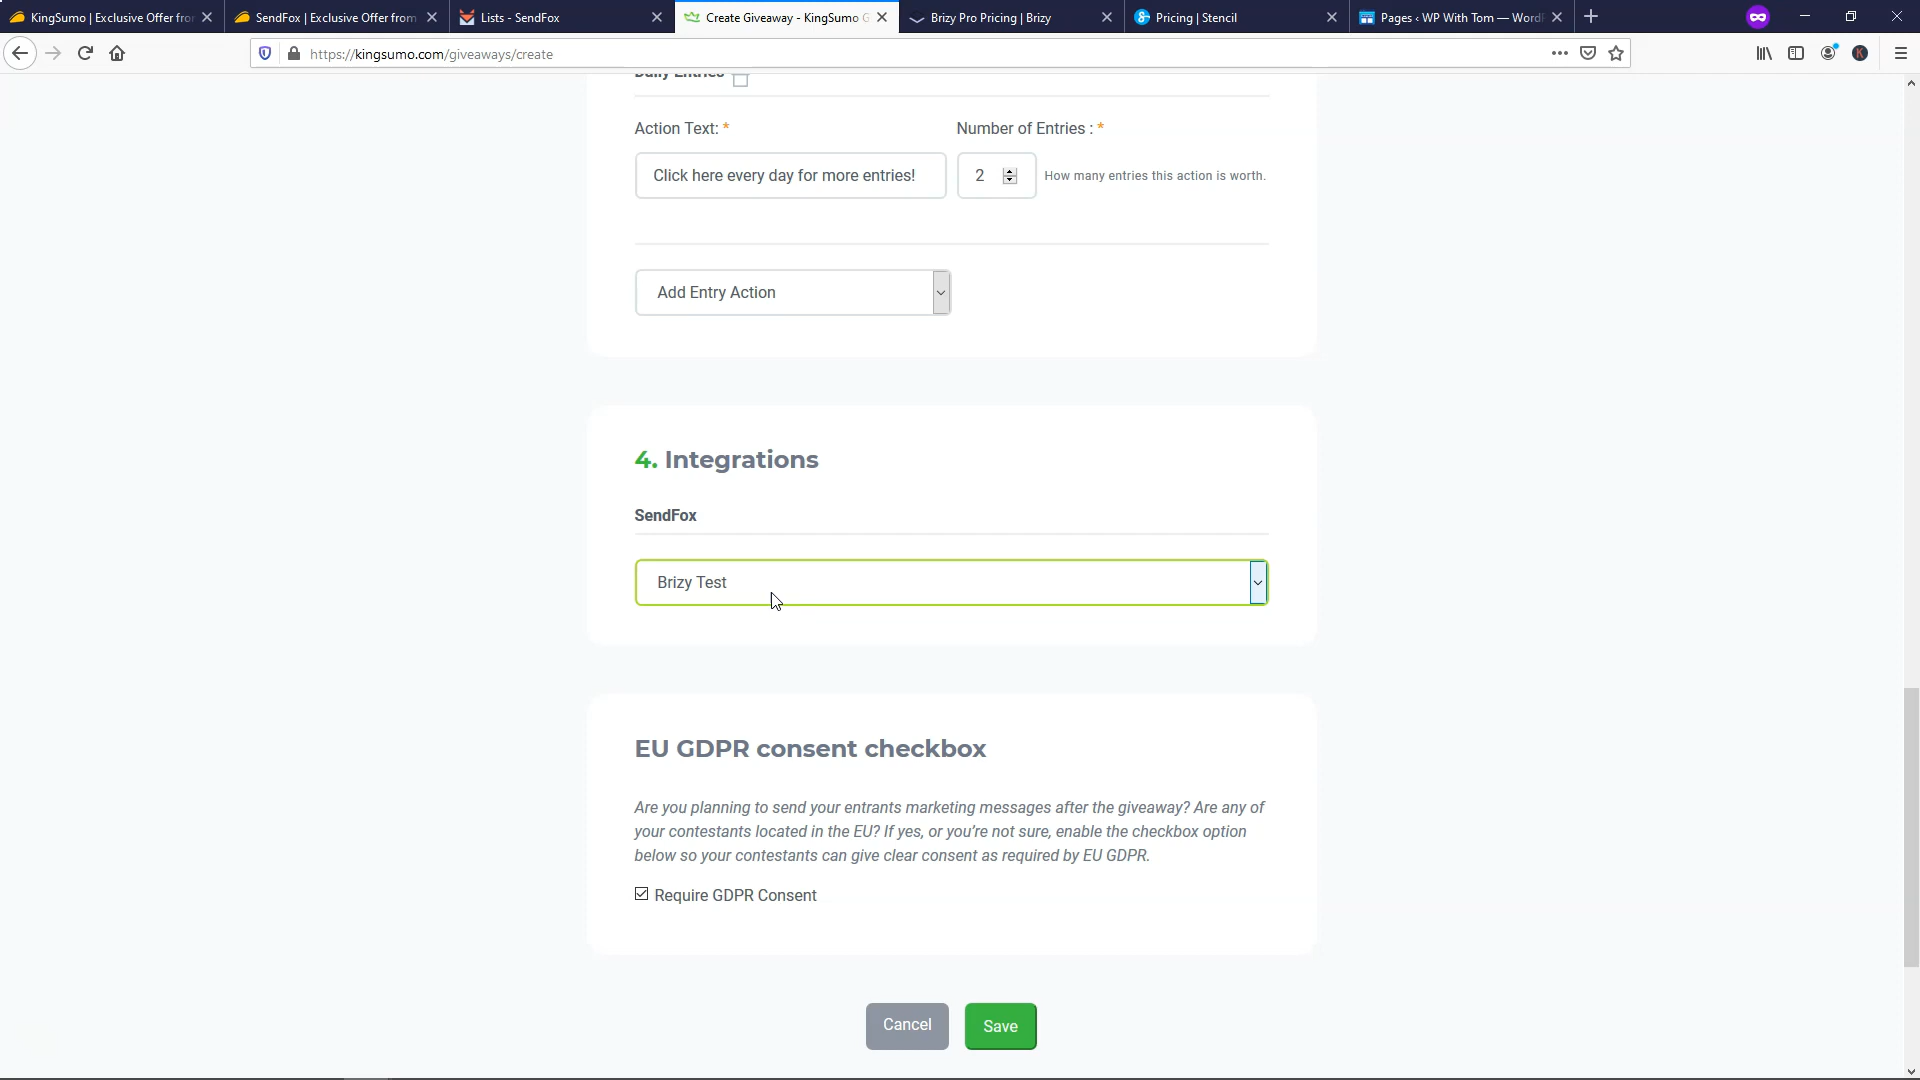 KingSumo | Exclusive Offer fro
SendFox | Exclusive Offer from
Lists - SendFox
Create Giveaway - KingSumo G
Brizy Pro Pricing | Brizy
Pricing | Stencil
Pages ‹ WP With Tom — Word
https://kingsumo.com/giveaways/create
Daily Entries
Action Text: *
Number of Entries : *
Click here every day for more entries!
2
How many entries this action is worth.
Add Entry Action
4. Integrations
SendFox
Brizy Test
EU GDPR consent checkbox
Are you planning to send your entrants marketing messages after the giveaway? Are any of
your contestants located in the EU? If yes, or you're not sure, enable the checkbox option
below so your contestants can give clear consent as required by EU GDPR.
Require GDPR Consent
Cancel
Save